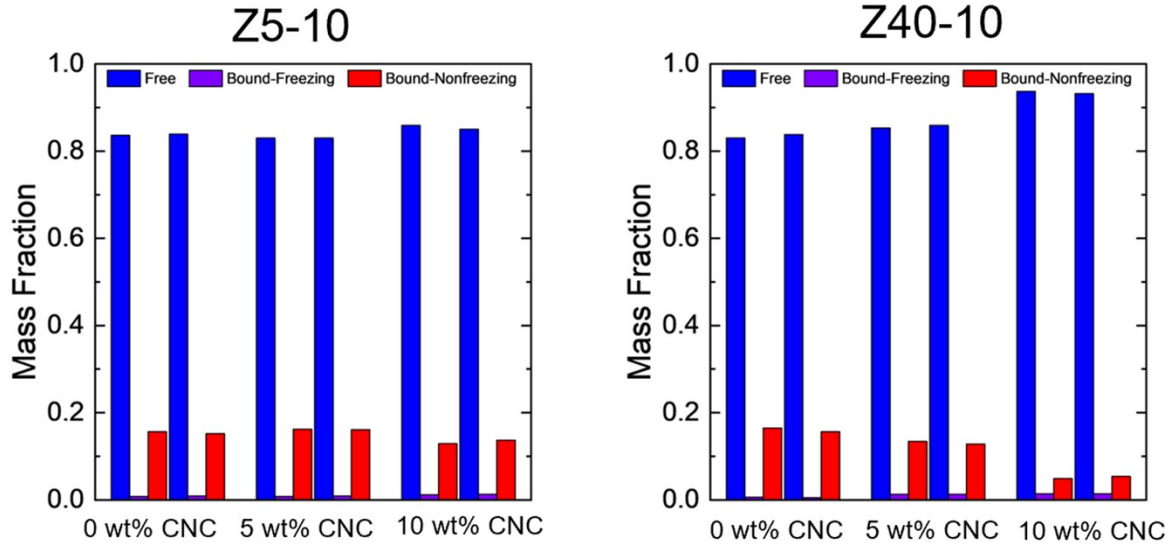 Z5-10
Free Bound-Freezing Bound-Nonfreezing
1.0
0.8
0.6
0.4
0.2
0.0
Mass Fraction
0 wt% CNC 5 wt% CNC 10 wt% CNC
Z40-10
Free Bound-Freezing Bound-Nonfreezing
1.0
0.8
0.6
0.4
0.2
0.0
Mass Fraction
0 wt% CNC 5 wt% CNC 10 wt% CNC